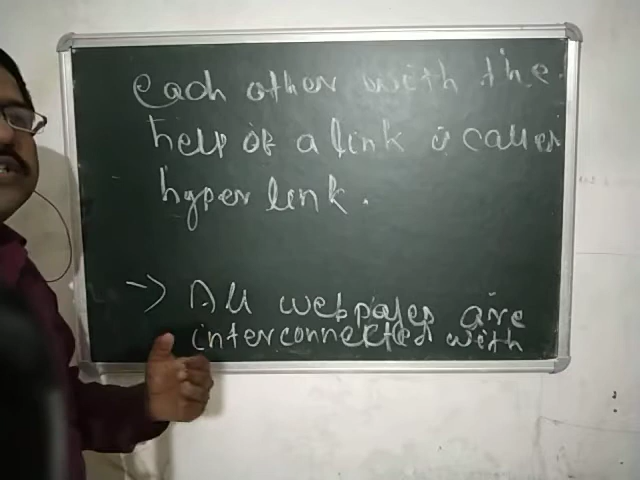 each other with the
help of a link is called
hyper link.
-> All webpages are
interconnected with